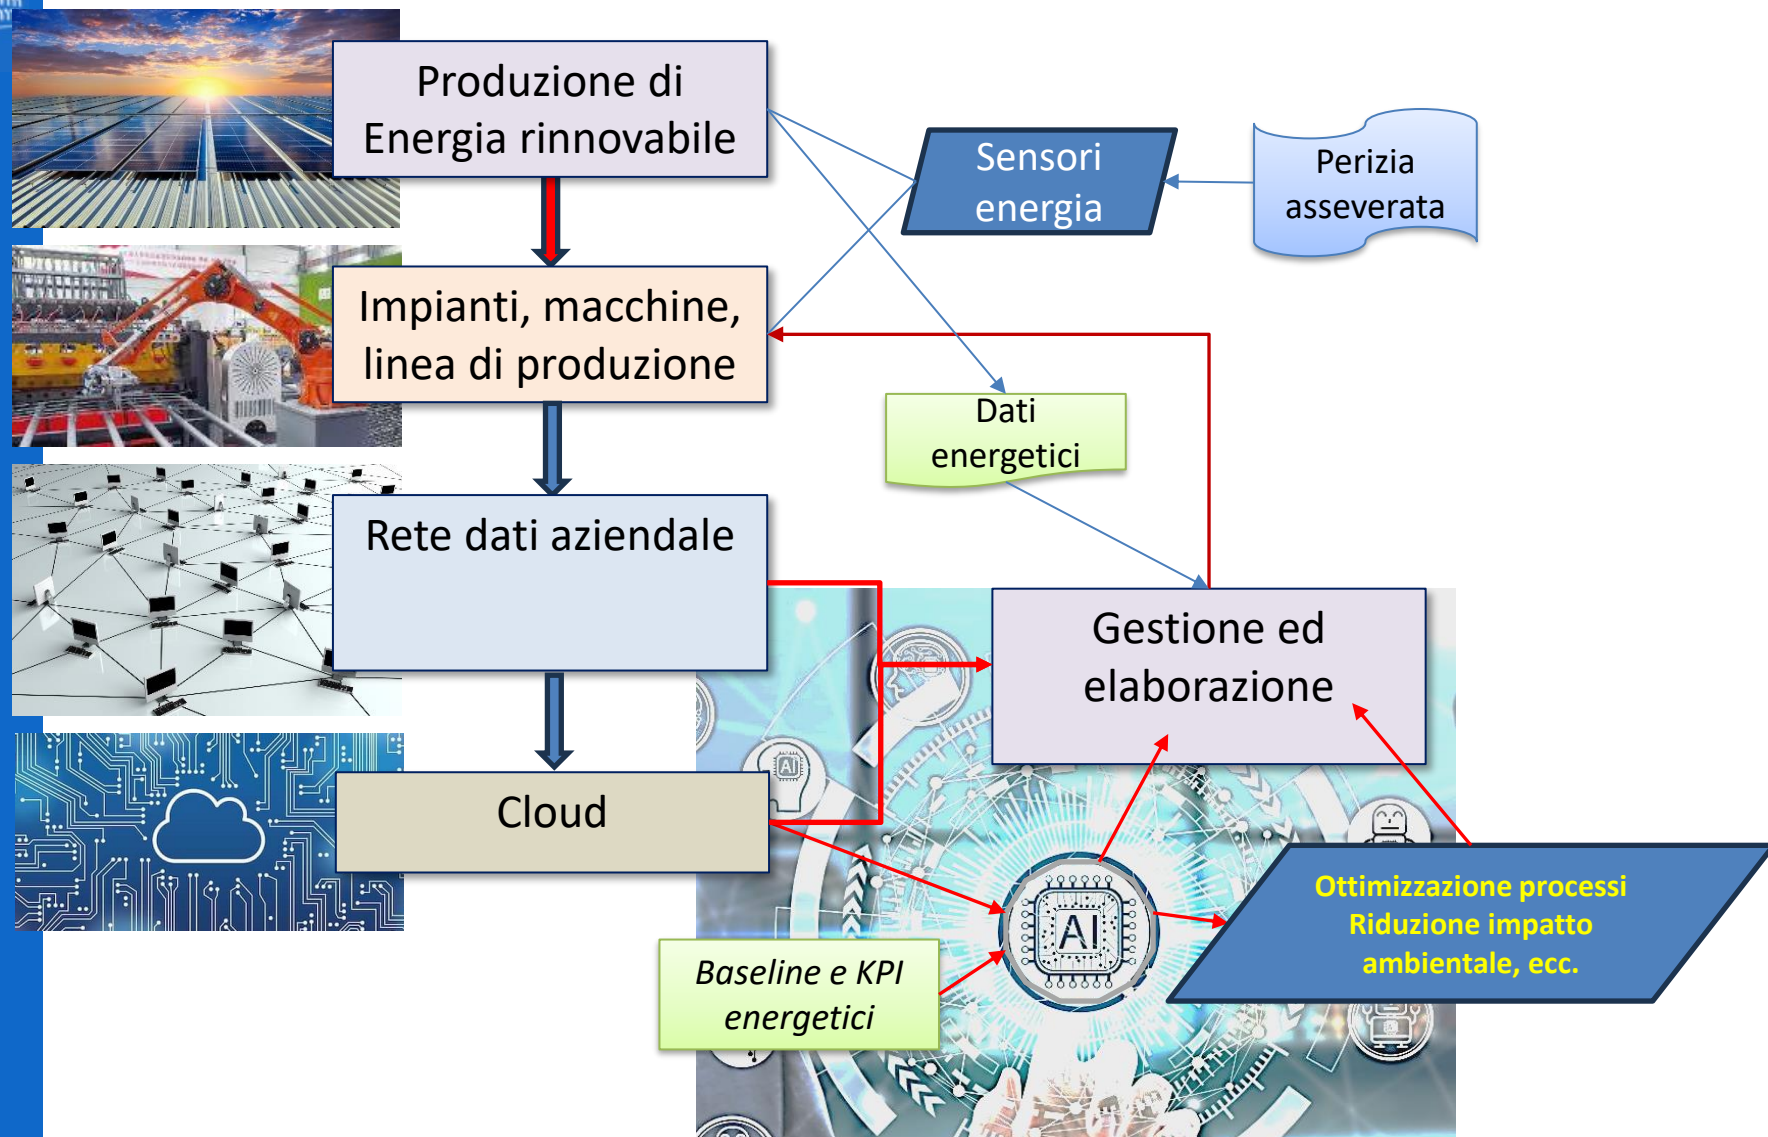 Produzione di
Energia rinnovabile
Sensori
energia
Perizia
asseverata
Impianti, macchine,
linea di produzione
Dati
energetici
Rete dati aziendale
Gestione ed
elaborazione
AI
Cloud
Ottimizzazione processi
Riduzione impatto
ambientale, ecc.
AI
Baseline e KPI
energetici